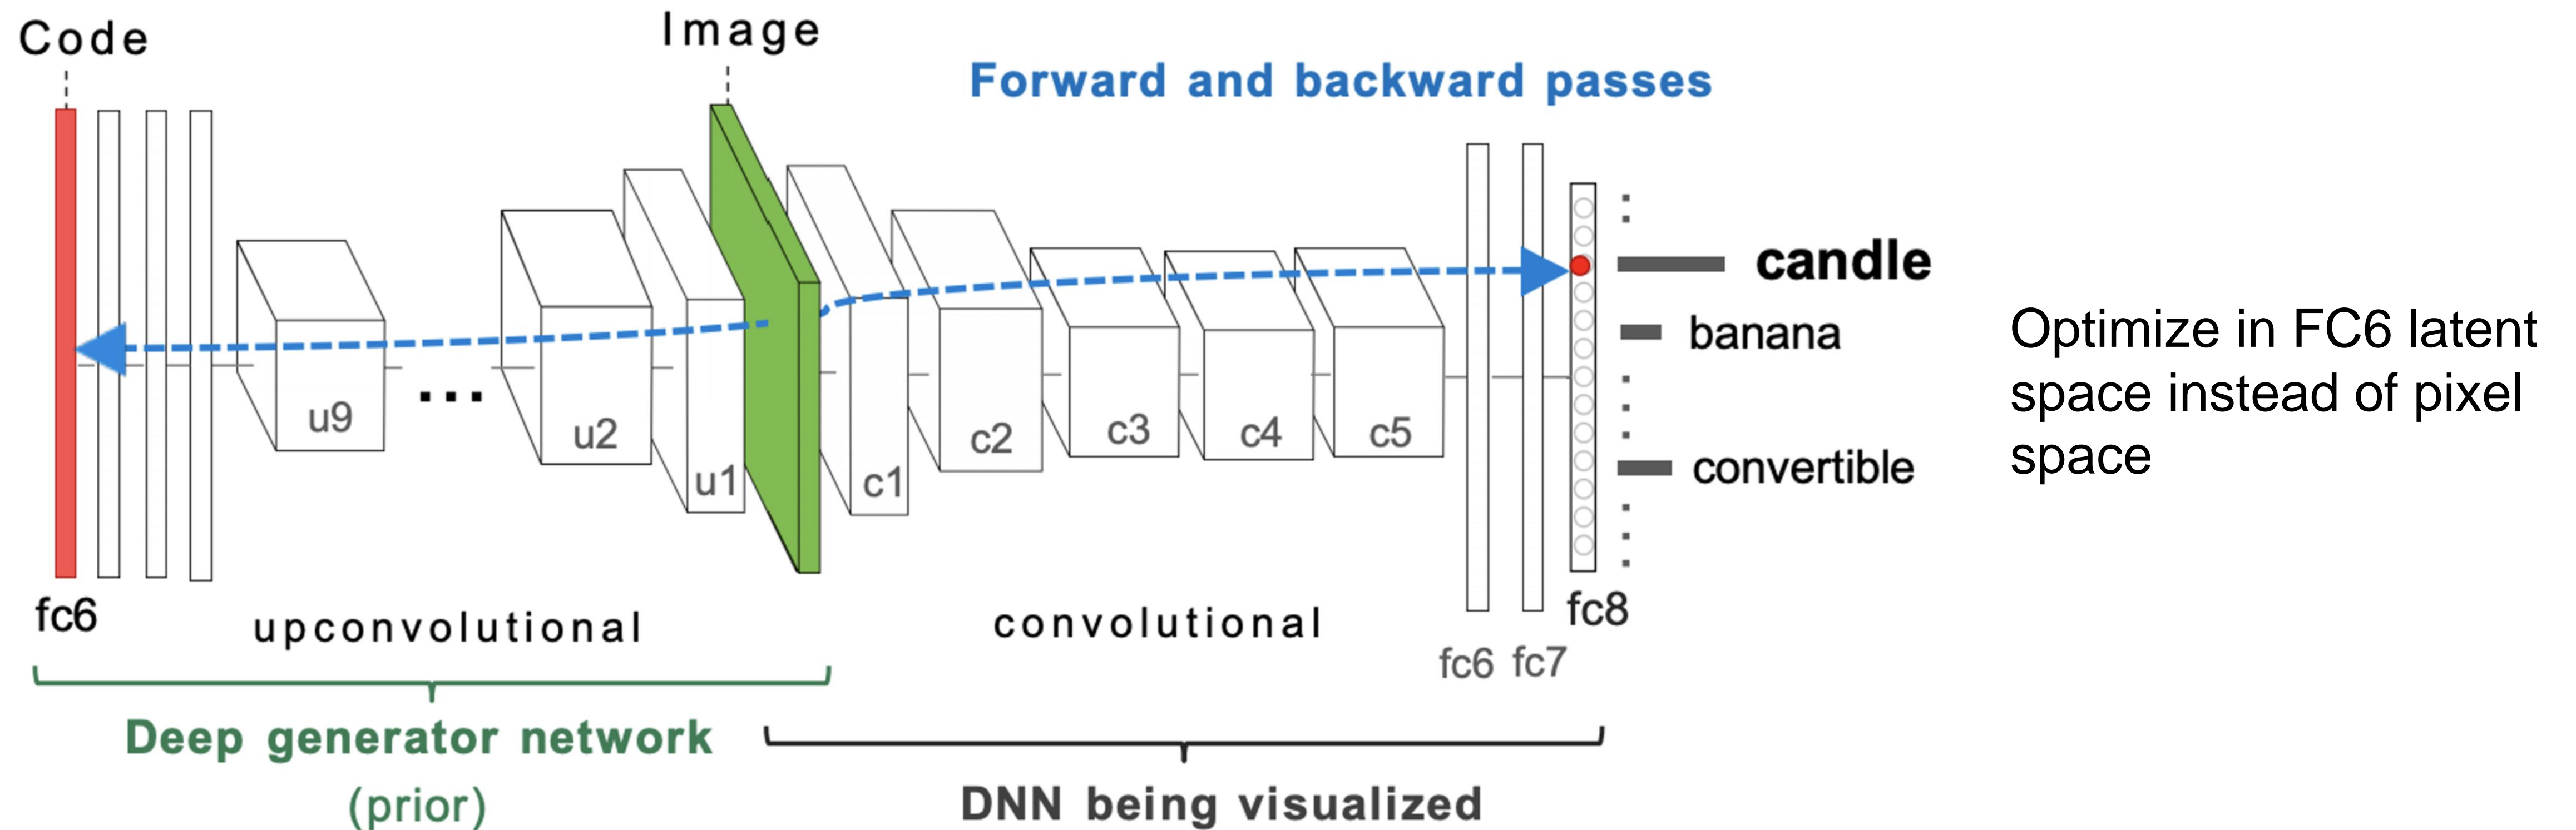 Code
Image
Forward and backward passes
candle
banana
convertible
Optimize in FC6 latent
space instead of pixel
space
u9
...
u2
u1
c1
c2
c3
c4
c5
fc6
upconvolutional
convolutional
fc8
fc6 fc7
Deep generator network
(prior)
DNN being visualized